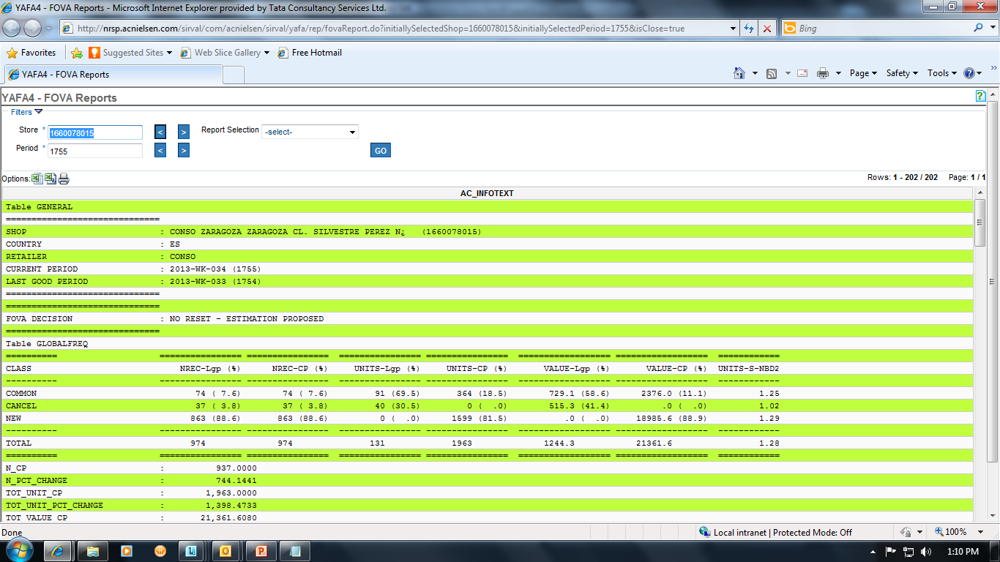 YAFA4 - FOVA Reports - Microsoft Internet Explorer provided by Tata Consultancy Services Ltd.
http://nrsp.acnielsen.com/sirval/com/acnielsen/sirval/yafa/rep/fovaReport.do?initiallySelectedShop=1660078015&initiallySelectedPeriod=1755&isClose=true
Bing
Favorites Suggested Sites Web Slice Gallery Free Hotmail
YAFA4 - FOVA Reports
Page Safety Tools
YAFA4 - FOVA Reports
Filters
Store * 1660078015 < > Report Selection -select-
Period * 1755 < > GO
Options: Rows: 1 - 202 / 202 Page: 1 / 1
AC_INFOTEXT
Table GENERAL
==============================
SHOP : CONSO ZARAGOZA ZARAGOZA CL. SILVESTRE PEREZ N¿ (1660078015)
COUNTRY : ES
RETAILER : CONSO
CURRENT PERIOD : 2013-WK-034 (1755)
LAST GOOD PERIOD : 2013-WK-033 (1754)
==============================
==============================
FOVA DECISION : NO RESET - ESTIMATION PROPOSED
==============================
Table GLOBALFREQ
========== ================ ================ ================ ================ ================= ================== ============
CLASS NREC-Lgp (%) NREC-CP (%) UNITS-Lgp (%) UNITS-CP (%) VALUE-Lgp (%) VALUE-CP (%) UNITS-S-NBD2
---------- ---------------- ---------------- ---------------- ---------------- ----------------- ------------------ ------------
COMMON 74 ( 7.6) 74 ( 7.6) 91 (69.5) 364 (18.5) 729.1 (58.6) 2376.0 (11.1) 1.25
CANCEL 37 ( 3.8) 37 ( 3.8) 40 (30.5) 0 ( .0) 515.3 (41.4) .0 ( .0) 1.02
NEW 863 (88.6) 863 (88.6) 0 ( .0) 1599 (81.5) .0 ( .0) 18985.6 (88.9) 1.29
---------- ---------------- ---------------- ---------------- ---------------- ----------------- ------------------ ------------
TOTAL 974 974 131 1963 1244.3 21361.6 1.28
========== ================ ================ ================ ================ ================= ================== ============
N_CP : 937.0000
N_PCT_CHANGE : 744.1441
TOT_UNIT_CP : 1,963.0000
TOT_UNIT_PCT_CHANGE : 1,398.4733
TOT_VALUE_CP : 21,361.6080
Done Local intranet | Protected Mode: Off 100%
1:10 PM